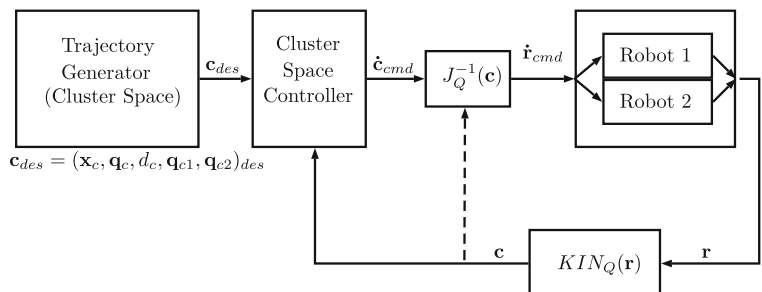 Trajectory
Generator
(Cluster Space)
𝐜_des
Cluster
Space
Controller
𝐜̇_cmd
J_Q^{-1}(𝐜)
𝐫̇_cmd
Robot 1
Robot 2
𝐜_des = (𝐱_c, 𝐪_c, d_c, 𝐪_c1, 𝐪_c2)_des
𝐜
KIN_Q(𝐫)
𝐫